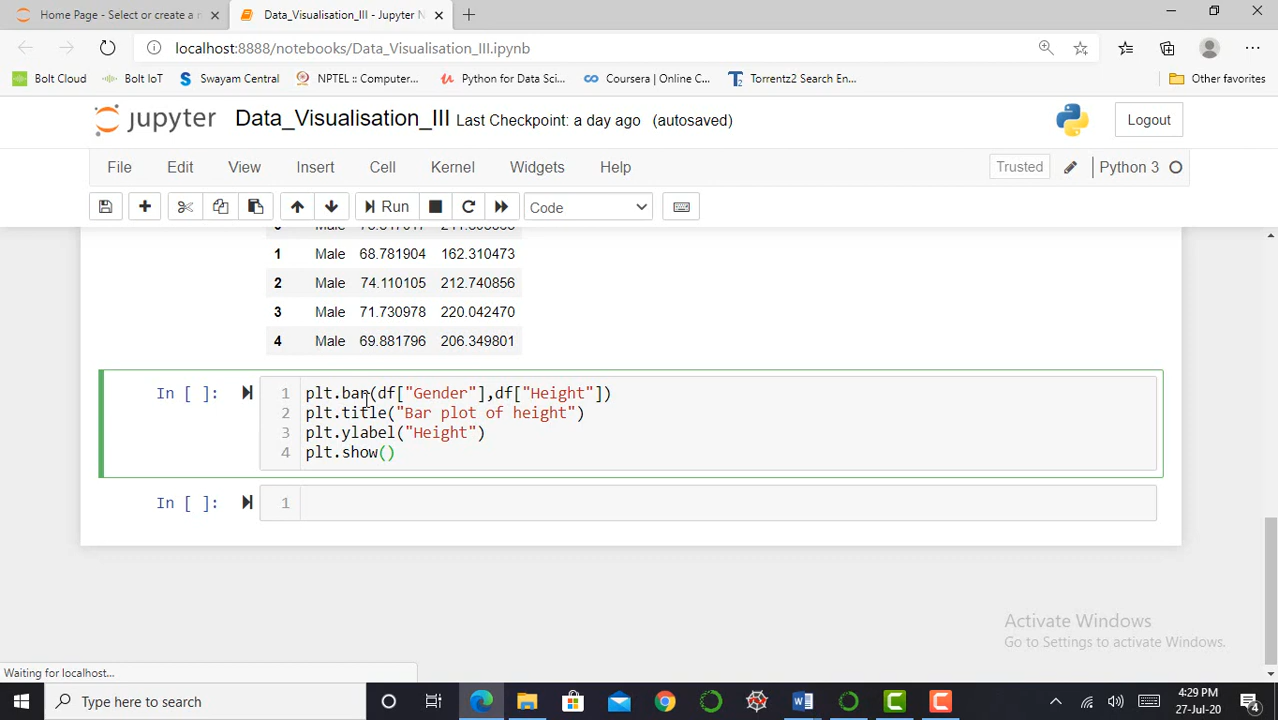 Home Page - Select or create a n
Data_Visualisation_III - Jupyter N
localhost:8888/notebooks/Data_Visualisation_III.ipynb
Bolt Cloud
Bolt IoT
Swayam Central
NPTEL :: Computer...
Python for Data Sci...
Coursera | Online C...
Torrentz2 Search En...
Other favorites
jupyter
Data_Visualisation_III Last Checkpoint: a day ago (autosaved)
Logout
File Edit View Insert Cell Kernel Widgets Help
Trusted
Python 3
Run
Code
1 Male 68.781904 162.310473
2 Male 74.110105 212.740856
3 Male 71.730978 220.042470
4 Male 69.881796 206.349801
In [ ]:
1 plt.bar(df["Gender"],df["Height"])
2 plt.title("Bar plot of height")
3 plt.ylabel("Height")
4 plt.show()
In [ ]:
1
Activate Windows
Go to Settings to activate Windows.
Waiting for localhost...
Type here to search
4:29 PM
27-Jul-20
4